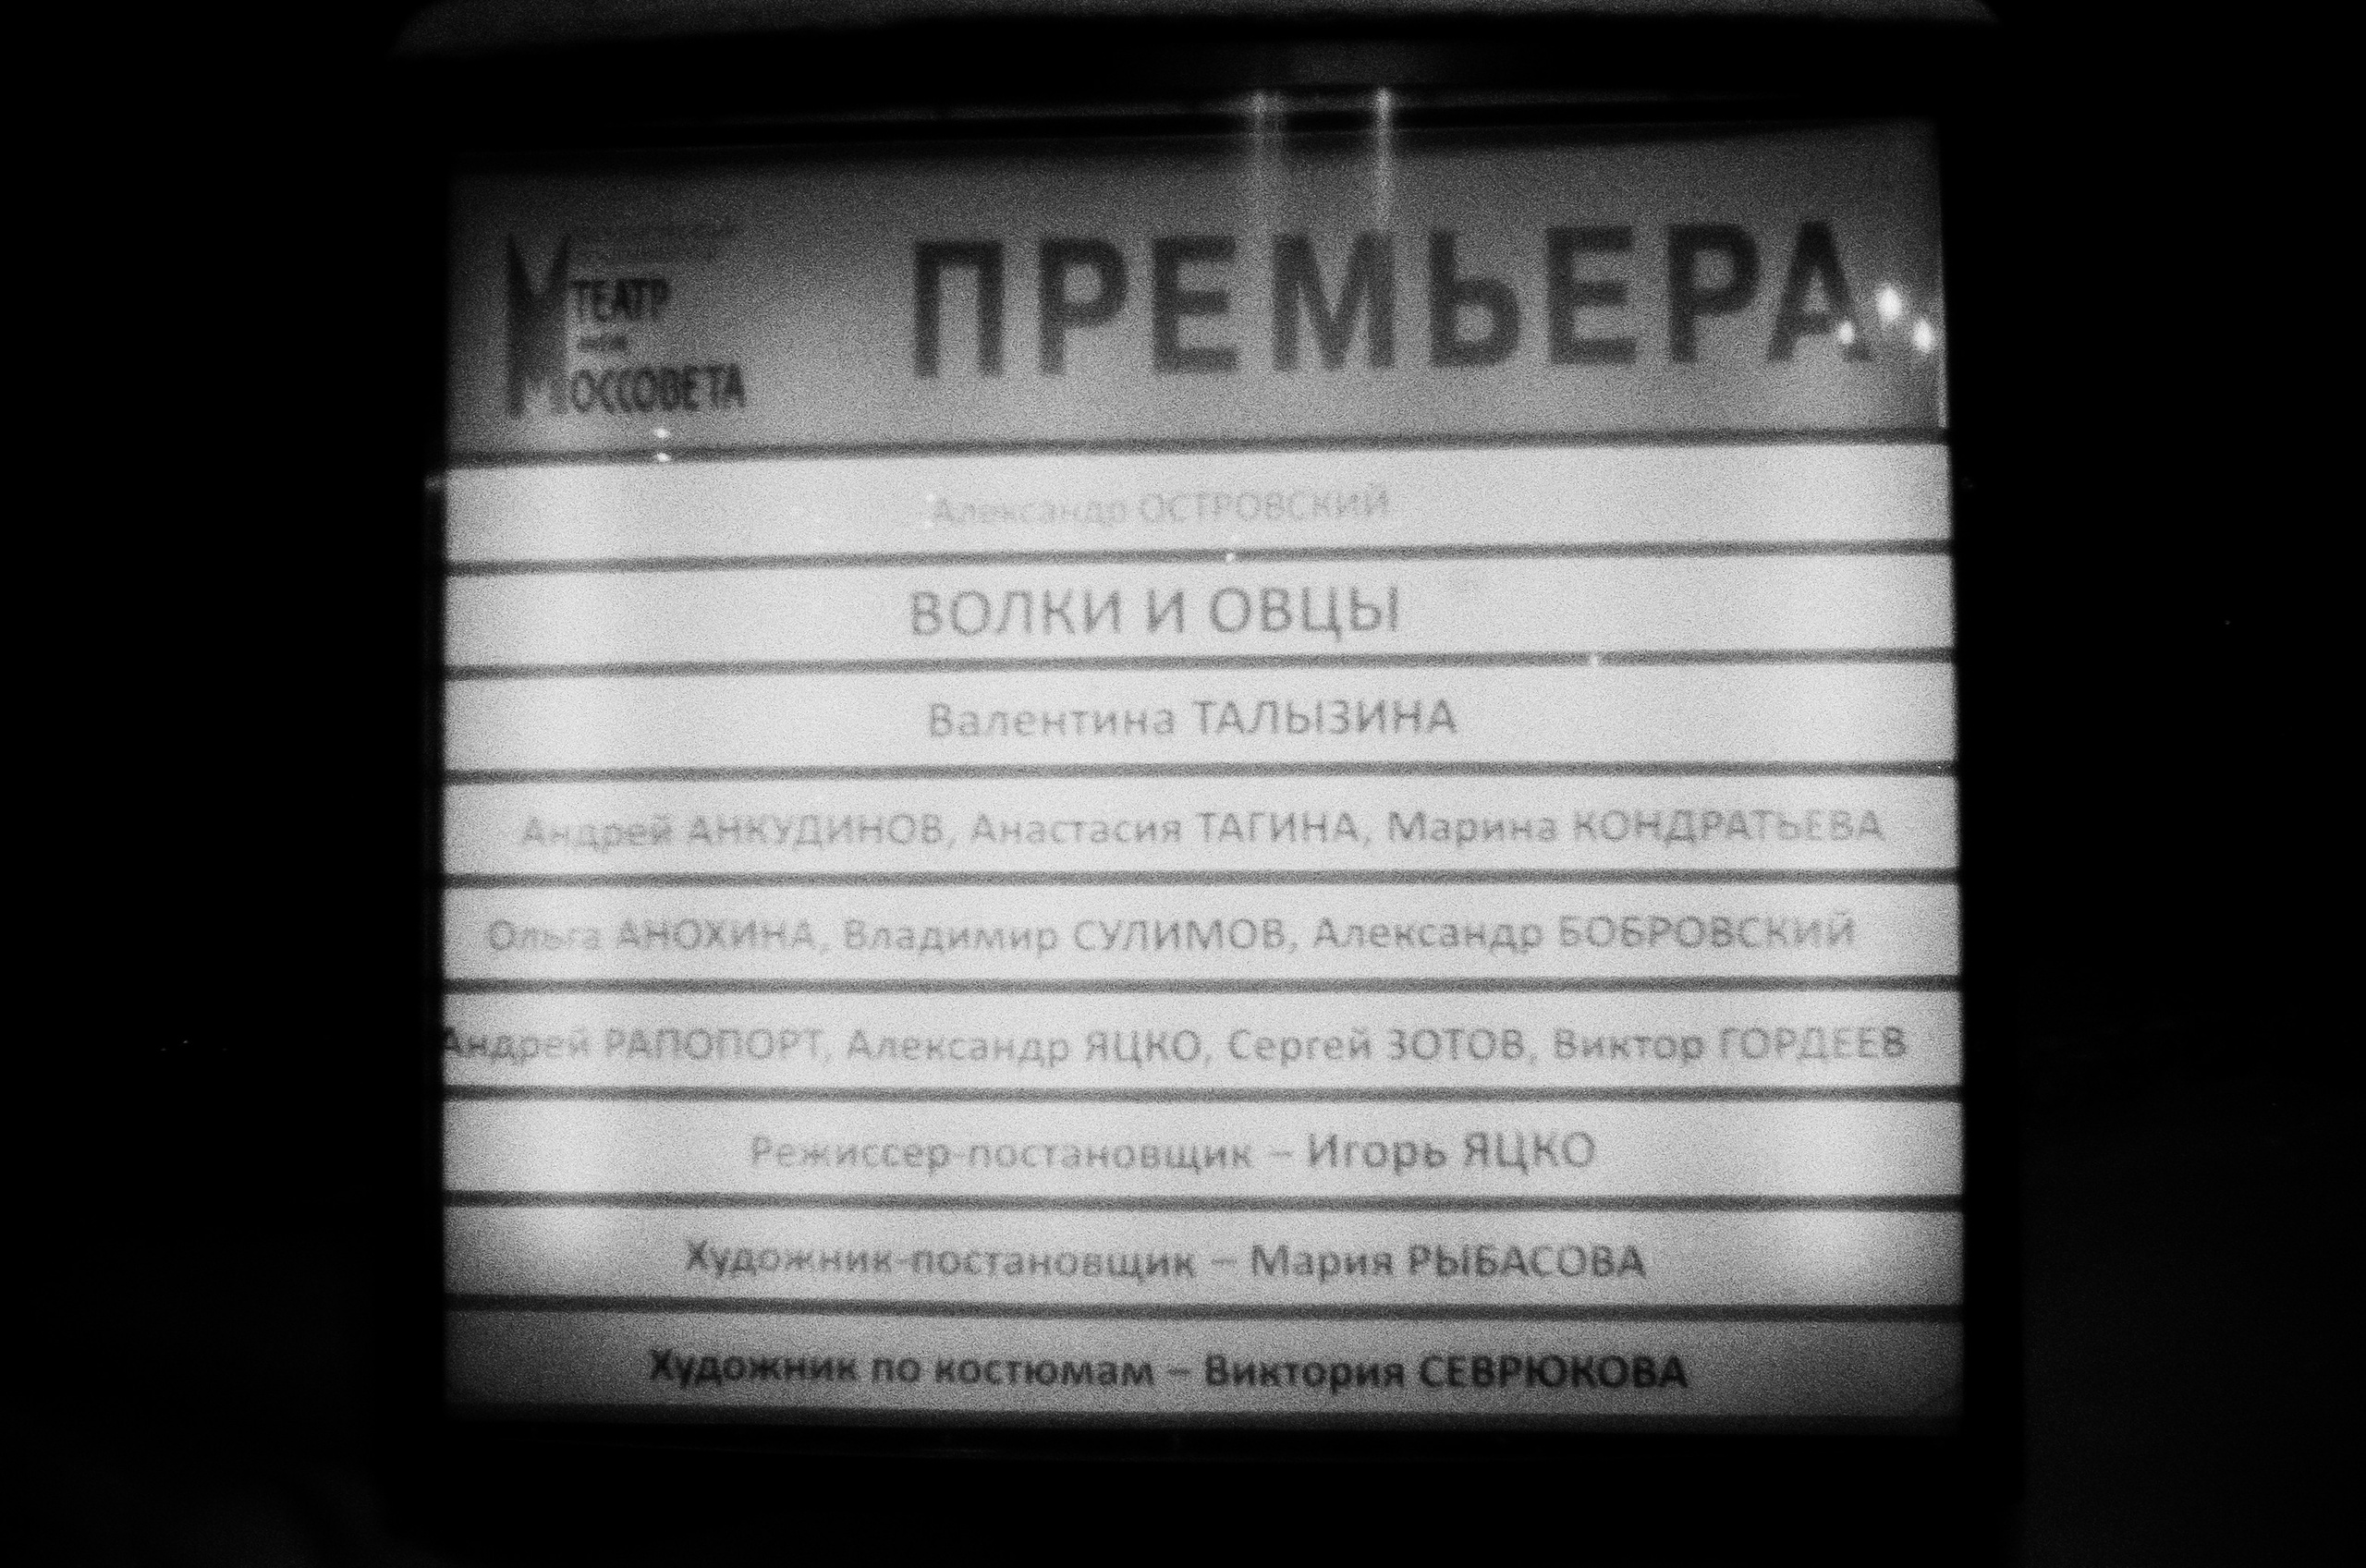 ТЕАТР
МОССОВЕТА
ПРЕМЬЕРА
Александр ОСТРОВСКИЙ
ВОЛКИ И ОВЦЫ
Валентина ТАЛЫЗИНА
Андрей АНКУДИНОВ, Анастасия ТАГИНА, Марина КОНДРАТЬЕВА
Ольга АНОХИНА, Владимир СУЛИМОВ, Александр БОБРОВСКИЙ
Андрей РАПОПОРТ, Александр ЯЦКО, Сергей ЗОТОВ, Виктор ГОРДЕЕВ
Режиссер-постановщик – Игорь ЯЦКО
Художник-постановщик – Мария РЫБАСОВА
Художник по костюмам – Виктория СЕВРЮКОВА